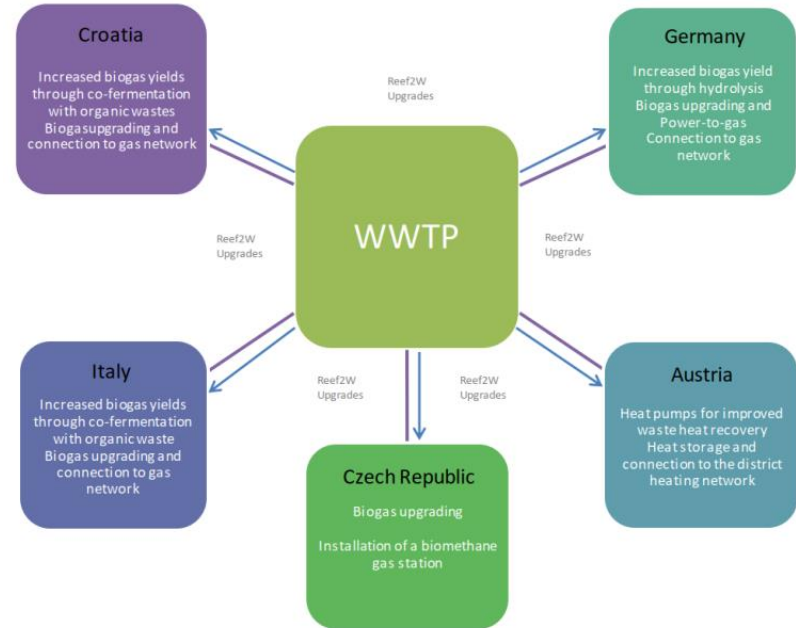 Croatia
Increased biogas yields
through co-fermentation
with organic wastes
Biogasupgrading and
connection to gas network
Reef2W
Upgrades
Germany
Increased biogas yield
through hydrolysis
Biogas upgrading and
Power-to-gas
Connection to gas
network
WWTP
Reef2W
Upgrades
Reef2W
Upgrades
Italy
Increased biogas yields
through co-fermentation
with organic waste
Biogas upgrading and
connection to gas
network
Reef2W
Upgrades
Reef2W
Upgrades
Austria
Heat pumps for improved
waste heat recovery
Heat storage and
connection to the district
heating network
Czech Republic
Biogas upgrading
Installation of a biomethane
gas station